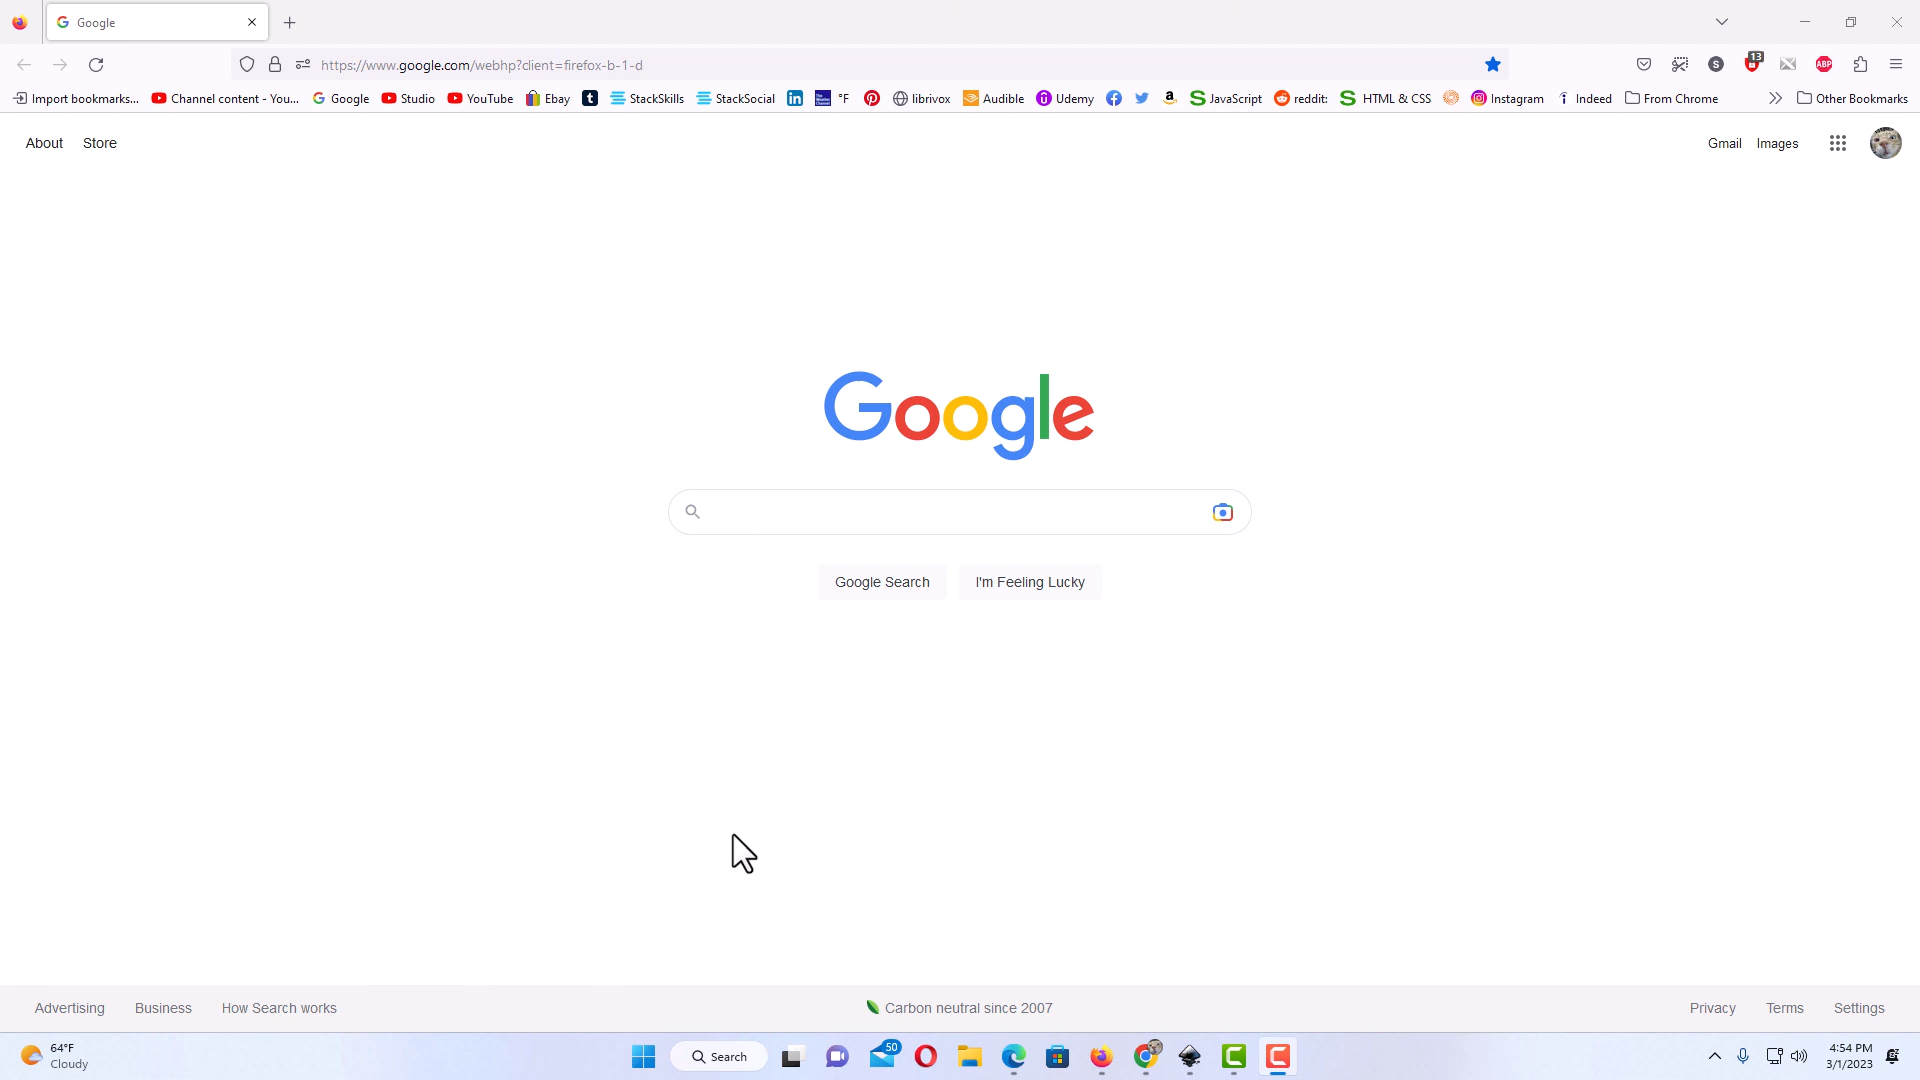 Google
https://www.google.com/webhp?client=firefox-b-1-d
13
ABP
Import bookmarks...
Channel content - You...
Google
Studio
YouTube
Ebay
StackSkills
StackSocial
°F
librivox
Audible
Udemy
JavaScript
reddit:
HTML & CSS
Instagram
Indeed
From Chrome
Other Bookmarks
About
Store
Gmail
Images
Google
Google Search
I'm Feeling Lucky
Advertising
Business
How Search works
Carbon neutral since 2007
Privacy
Terms
Settings
64°F
Cloudy
Search
50
4:54 PM
3/1/2023